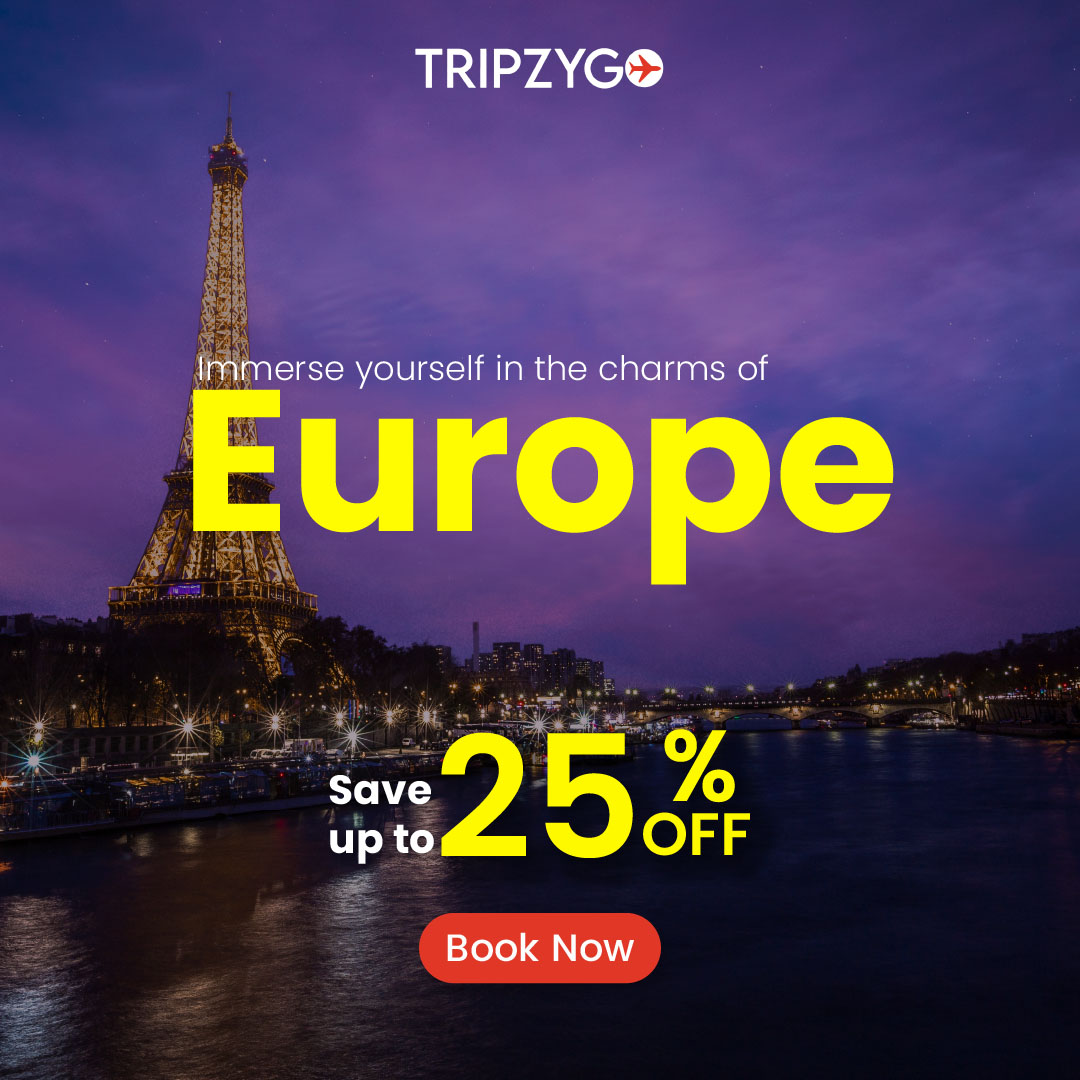 TRIPZYGO
Immerse yourself in the charms of
Europe
Save
up to
25%
OFF
Book Now